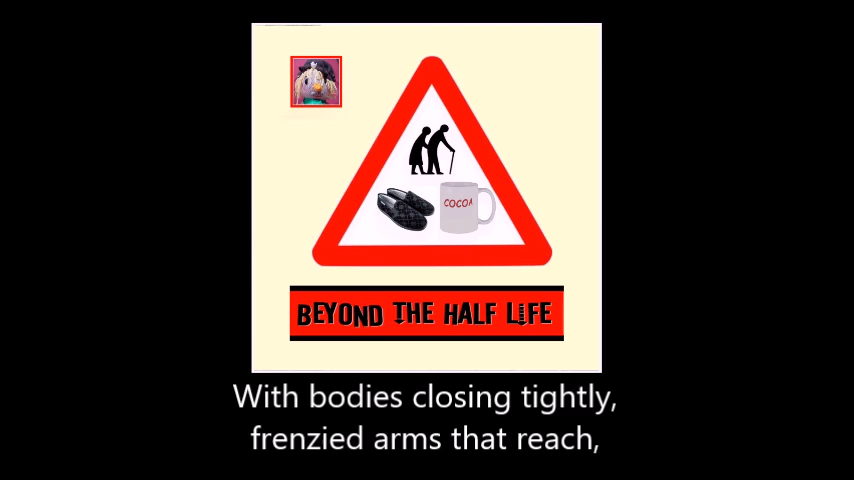 COCOA
BEYOND THE HALF LIFE
With bodies closing tightly,
frenzied arms that reach,